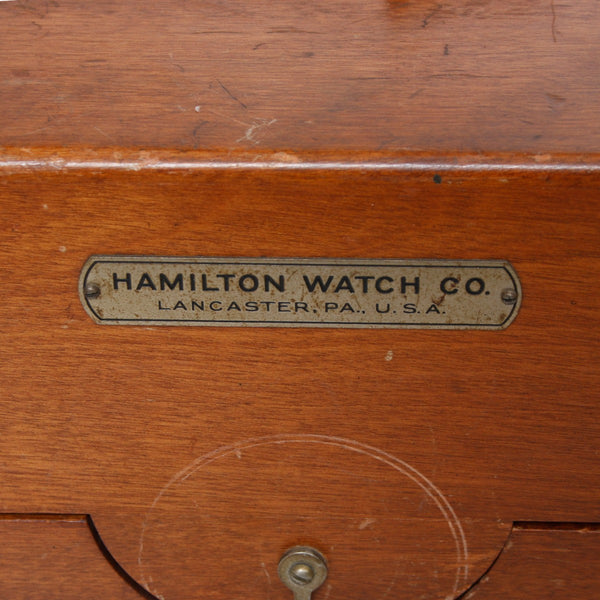 HAMILTON WATCH CO.
LANCASTER, PA., U.S.A.